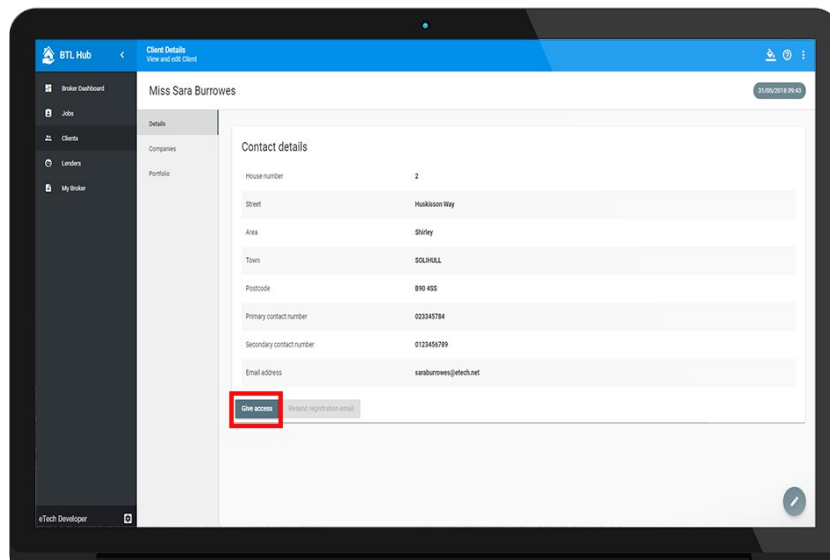 BTL Hub
Client Details
View and edit Client
Broker Dashboard
Jobs
Clients
Lenders
My Broker
eTech Developer
Miss Sara Burrowes
31/05/2018 09:43
Details
Companies
Portfolio
Contact details
House number 2
Street Huskisson Way
Area Shirley
Town SOLIHULL
Postcode B90 4SS
Primary contact number 023345784
Secondary contact number 0123456789
Email address saraburrowes@etech.net
Give access Resend registration email